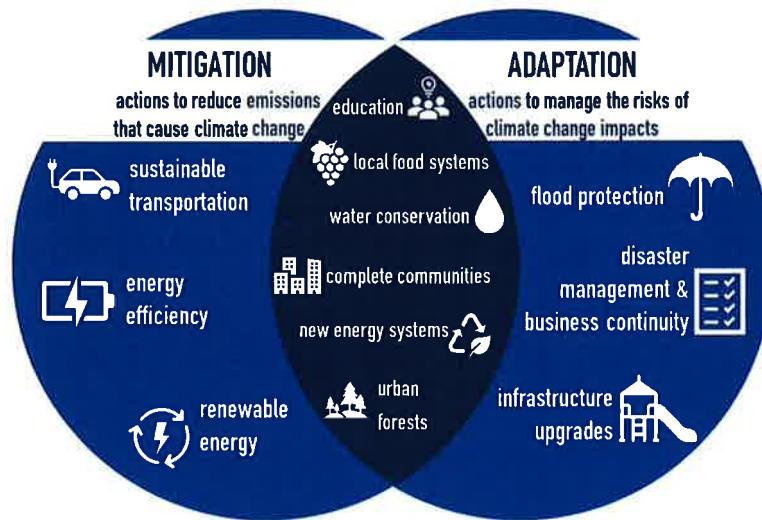 MITIGATION
actions to reduce emissions
that cause climate change
sustainable
transportation
energy
efficiency
renewable
energy
education
local food systems
water conservation
complete communities
new energy systems
urban
forests
ADAPTATION
actions to manage the risks of
climate change impacts
flood protection
disaster
management &
business continuity
infrastructure
upgrades